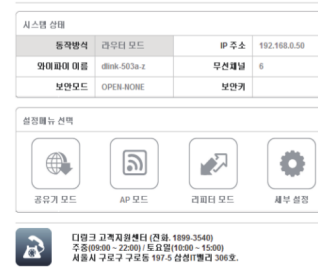 시스템 상태
동작방식 라우터 모드 IP 주소 192.168.0.50
와이파이 이름 dlink-503a-z 무선채널 6
보안모드 OPEN-NONE 보안키
설정메뉴 선택
공유기 모드 AP 모드 리피터 모드 세부 설정
디링크 고객지원센터 (전화. 1899-3540)
주중(09:00 ~ 22:00) / 토요일(10:00 ~ 15:00)
서울시 구로구 구로동 197-5 삼성IT밸리 306호.